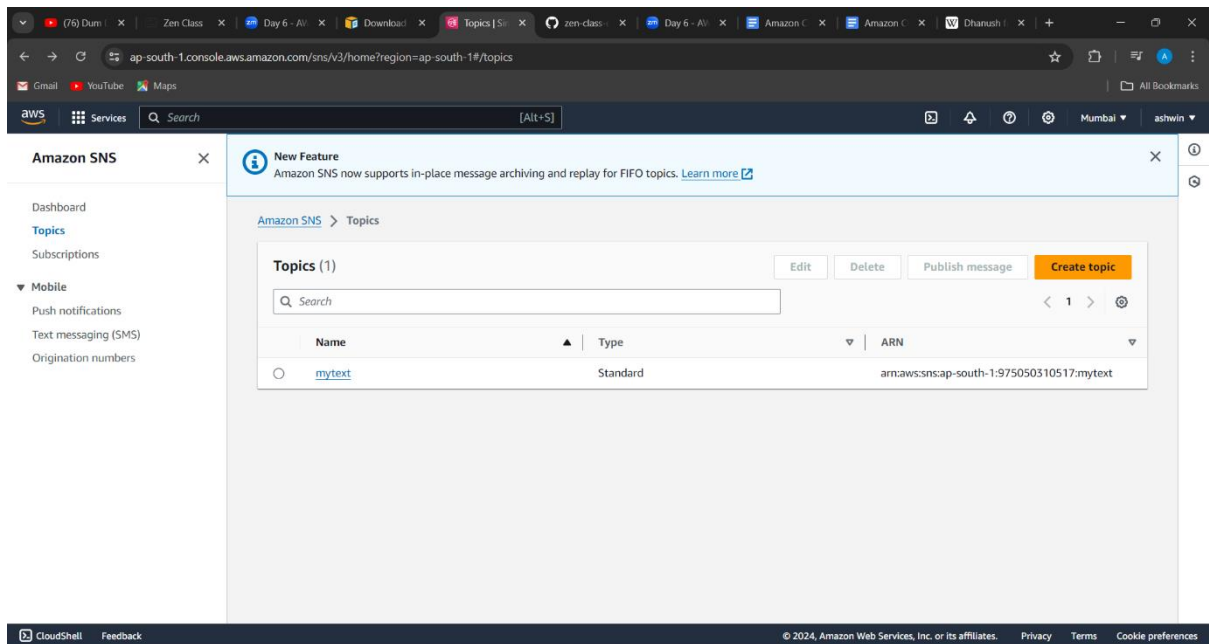 (76) Dum Zen Class Day 6 - AV Download Topics | Sim zen-class- Day 6 - AV Amazon C Amazon C Dhanush (
ap-south-1.console.aws.amazon.com/sns/v3/home?region=ap-south-1#/topics
Gmail YouTube Maps All Bookmarks
aws Services Search [Alt+S] Mumbai ashwin
Amazon SNS
New Feature
Amazon SNS now supports in-place message archiving and replay for FIFO topics. Learn more
Dashboard
Topics
Subscriptions
Mobile
Push notifications
Text messaging (SMS)
Origination numbers
Amazon SNS > Topics
Topics (1) Edit Delete Publish message Create topic
Search 1
Name Type ARN
mytext Standard arn:aws:sns:ap-south-1:975050310517:mytext
CloudShell Feedback © 2024, Amazon Web Services, Inc. or its affiliates. Privacy Terms Cookie preferences